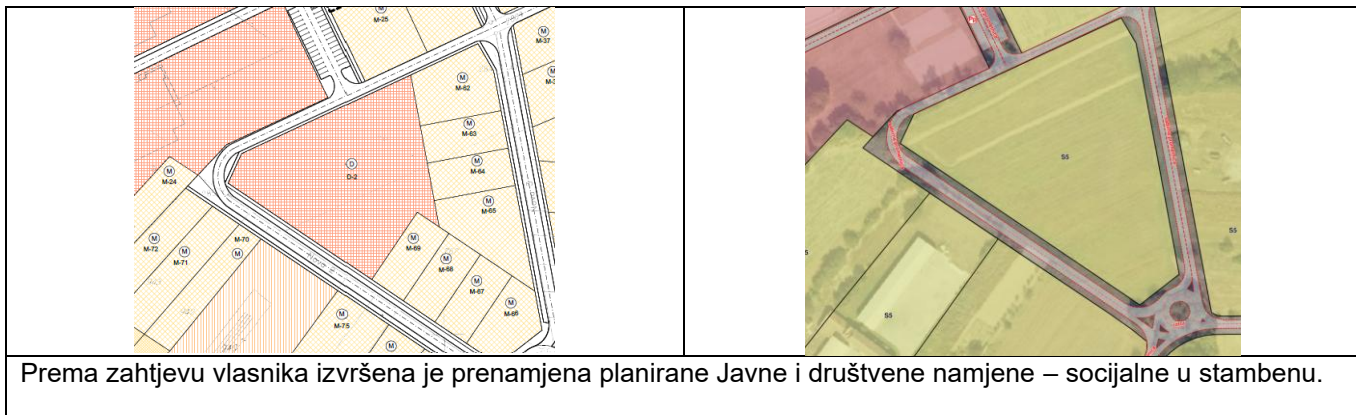 M
M-25
M
M-37
M
M-62
M
M-63
M
M-64
M
M-65
D
D-2
M
M-24
M
M-72
M
M-71
M-70
M
M
M-69
M
M-68
M
M-67
M
M-66
M
M-75
M
S5
S5
S5
Prema zahtjevu vlasnika izvršena je prenamjena planirane Javne i društvene namjene – socijalne u stambenu.